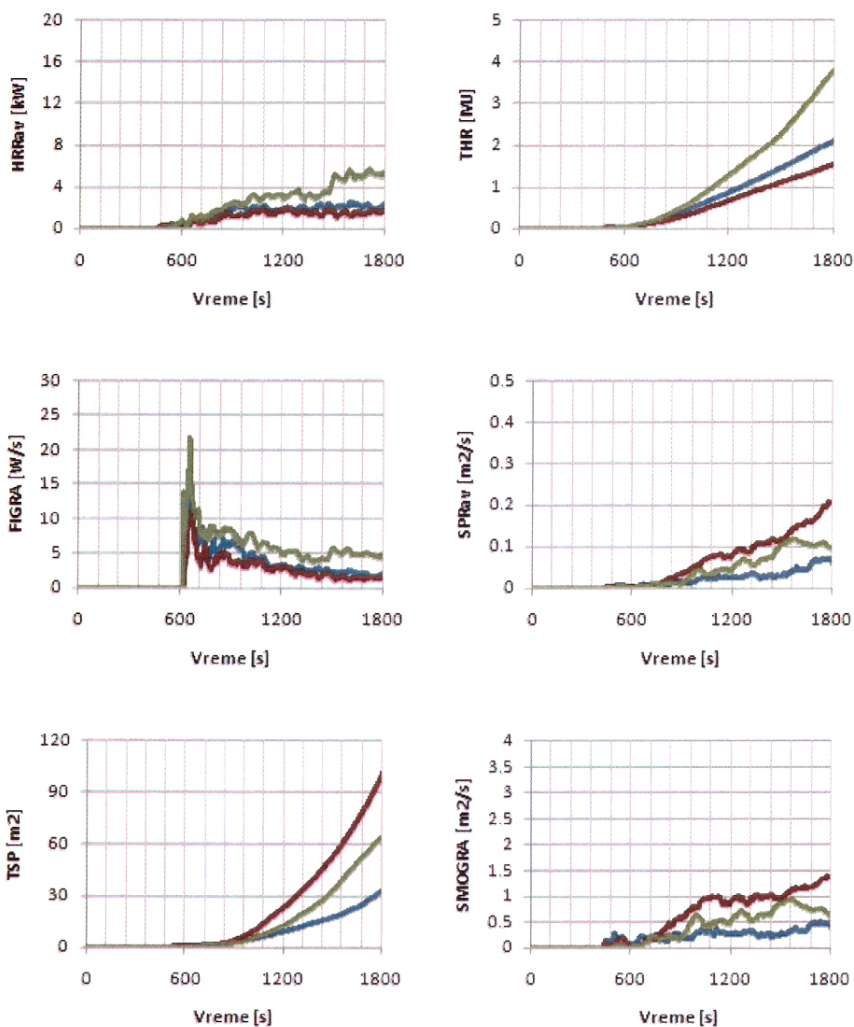 20
16
12
8
4
0
HRRav [kW]
0 600 1200 1800
Vreme [s]
5
4
3
2
1
0
THR [MJ]
0 600 1200 1800
Vreme [s]
30
25
20
15
10
5
0
FIGRA [W/s]
0 600 1200 1800
Vreme [s]
0.5
0.4
0.3
0.2
0.1
0
SPRav [m2/s]
0 600 1200 1800
Vreme [s]
120
90
60
30
0
TSP [m2]
0 600 1200 1800
Vreme [s]
4
3.5
3
2.5
2
1.5
1
0.5
0
SMOGRA [m2/s]
0 600 1200 1800
Vreme [s]